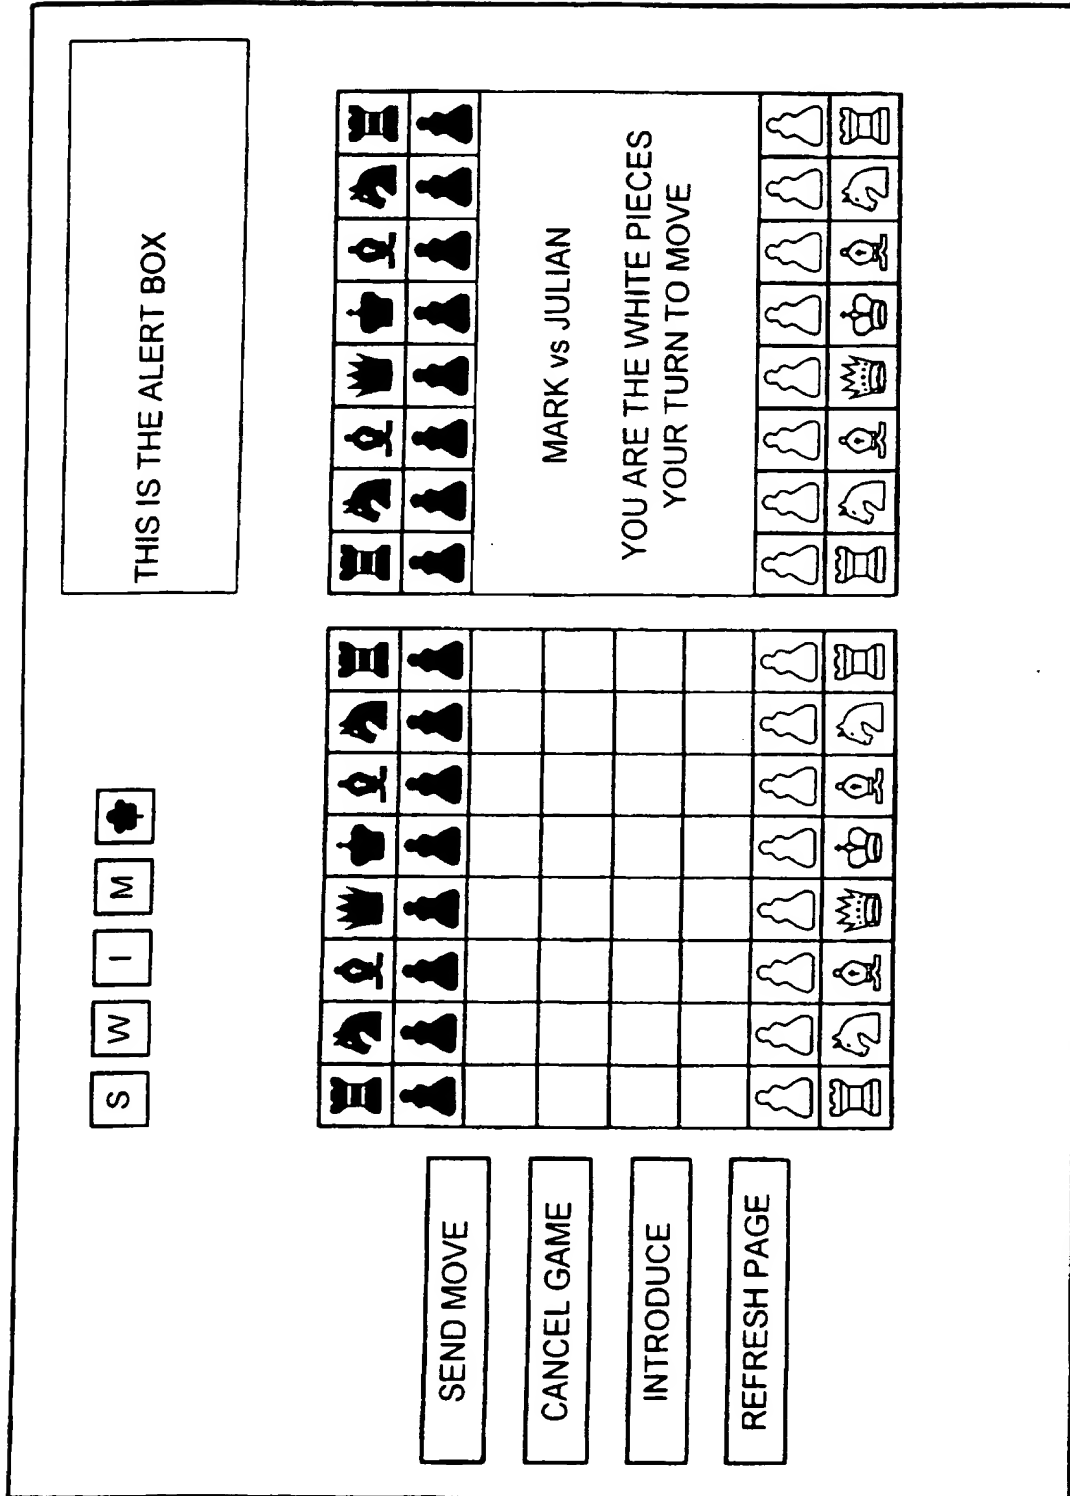 S W I M
THIS IS THE ALERT BOX
SEND MOVE
CANCEL GAME
INTRODUCE
REFRESH PAGE
MARK vs JULIAN
YOU ARE THE WHITE PIECES
YOUR TURN TO MOVE